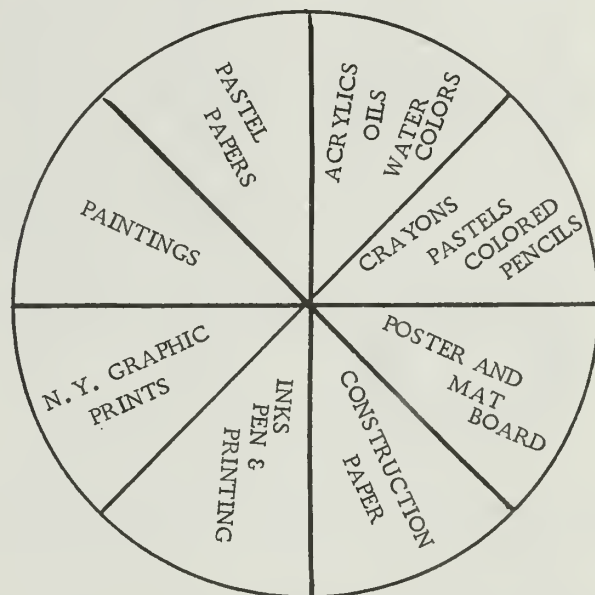 PASTEL
PAPERS
ACRYLICS
OILS
WATER
COLORS
CRAYONS
PASTELS
COLORED
PENCILS
POSTER AND
MAT
BOARD
CONSTRUCTION
PAPER
INKS
PEN &
PRINTING
N.Y. GRAPHIC
PRINTS
PAINTINGS